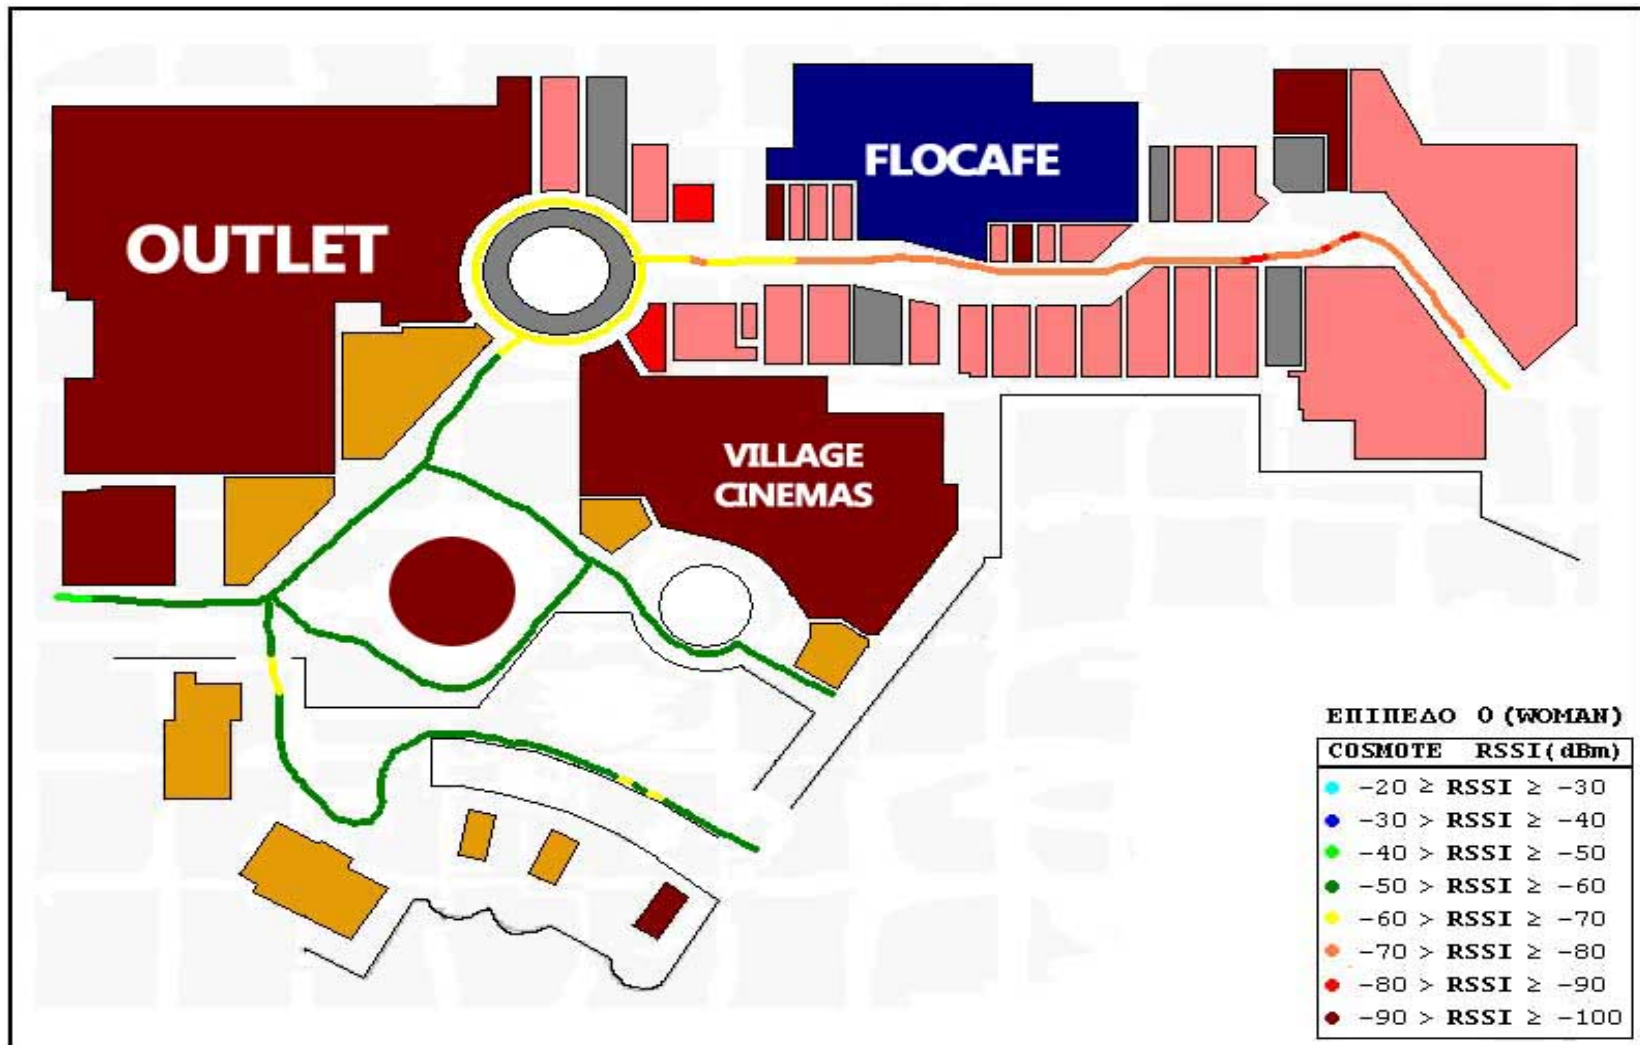 FLOCAFE
OUTLET
VILLAGE
CINEMAS
ΕΠΙΠΕΔΟ 0 (WOMAN)
COSMOTE RSSI(dBm)
-20 ≥ RSSI ≥ -30
-30 > RSSI ≥ -40
-40 > RSSI ≥ -50
-50 > RSSI ≥ -60
-60 > RSSI ≥ -70
-70 > RSSI ≥ -80
-80 > RSSI ≥ -90
-90 > RSSI ≥ -100